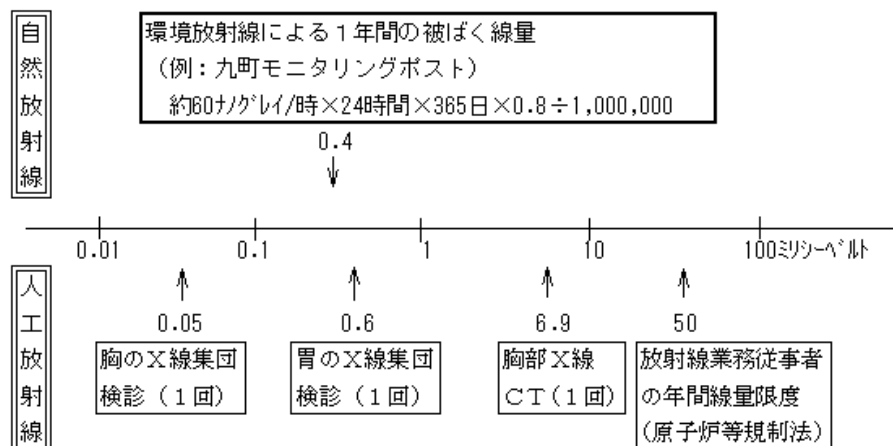 自然放射線
環境放射線による１年間の被ばく線量
（例：九町モニタリングポスト）
約60ﾅﾉｸﾞﾚｲ/時×24時間×365日×0.8÷1,000,000
0.4
↓
0.01
0.1
1
10
100ﾐﾘｼｰﾍﾞﾙﾄ
人工放射線
↑ ↑ ↑ ↑
0.05
0.6
6.9
50
胸のＸ線集団
検診（１回）
胃のＸ線集団
検診（１回）
胸部Ｘ線
ＣＴ(１回)
放射線業務従事者
の年間線量限度
(原子炉等規制法)